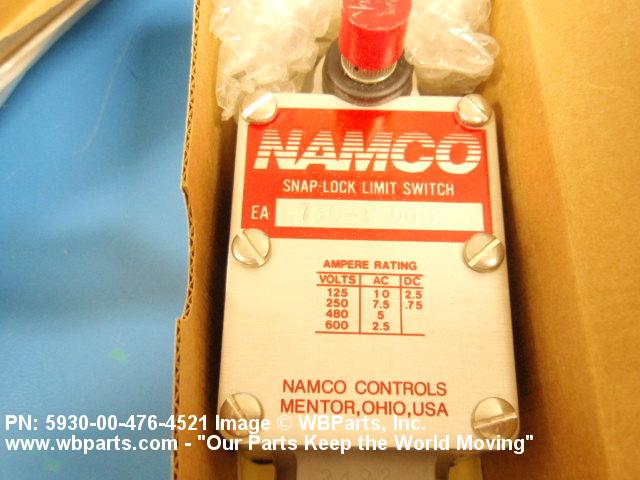 NAMCO
SNAP-LOCK LIMIT SWITCH
EA
AMPERE RATING
VOLTS AC DC
125 10 2.5
250 7.5 .75
480 5
600 2.5
NAMCO CONTROLS
MENTOR,OHIO,USA
PN: 5930-00-476-4521 Image © WBParts, Inc.
www.wbparts.com - "Our Parts Keep the World Moving"